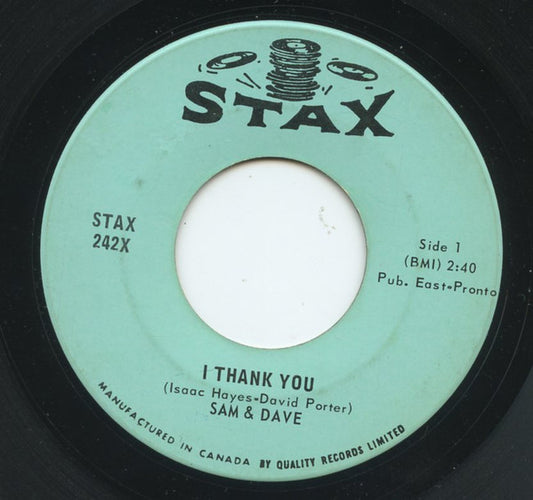 STAX
STAX
242X
Side 1
(BMI) 2:40
Pub. East-Pronto
I THANK YOU
(Isaac Hayes-David Porter)
SAM & DAVE
MANUFACTURED IN CANADA BY QUALITY RECORDS LIMITED